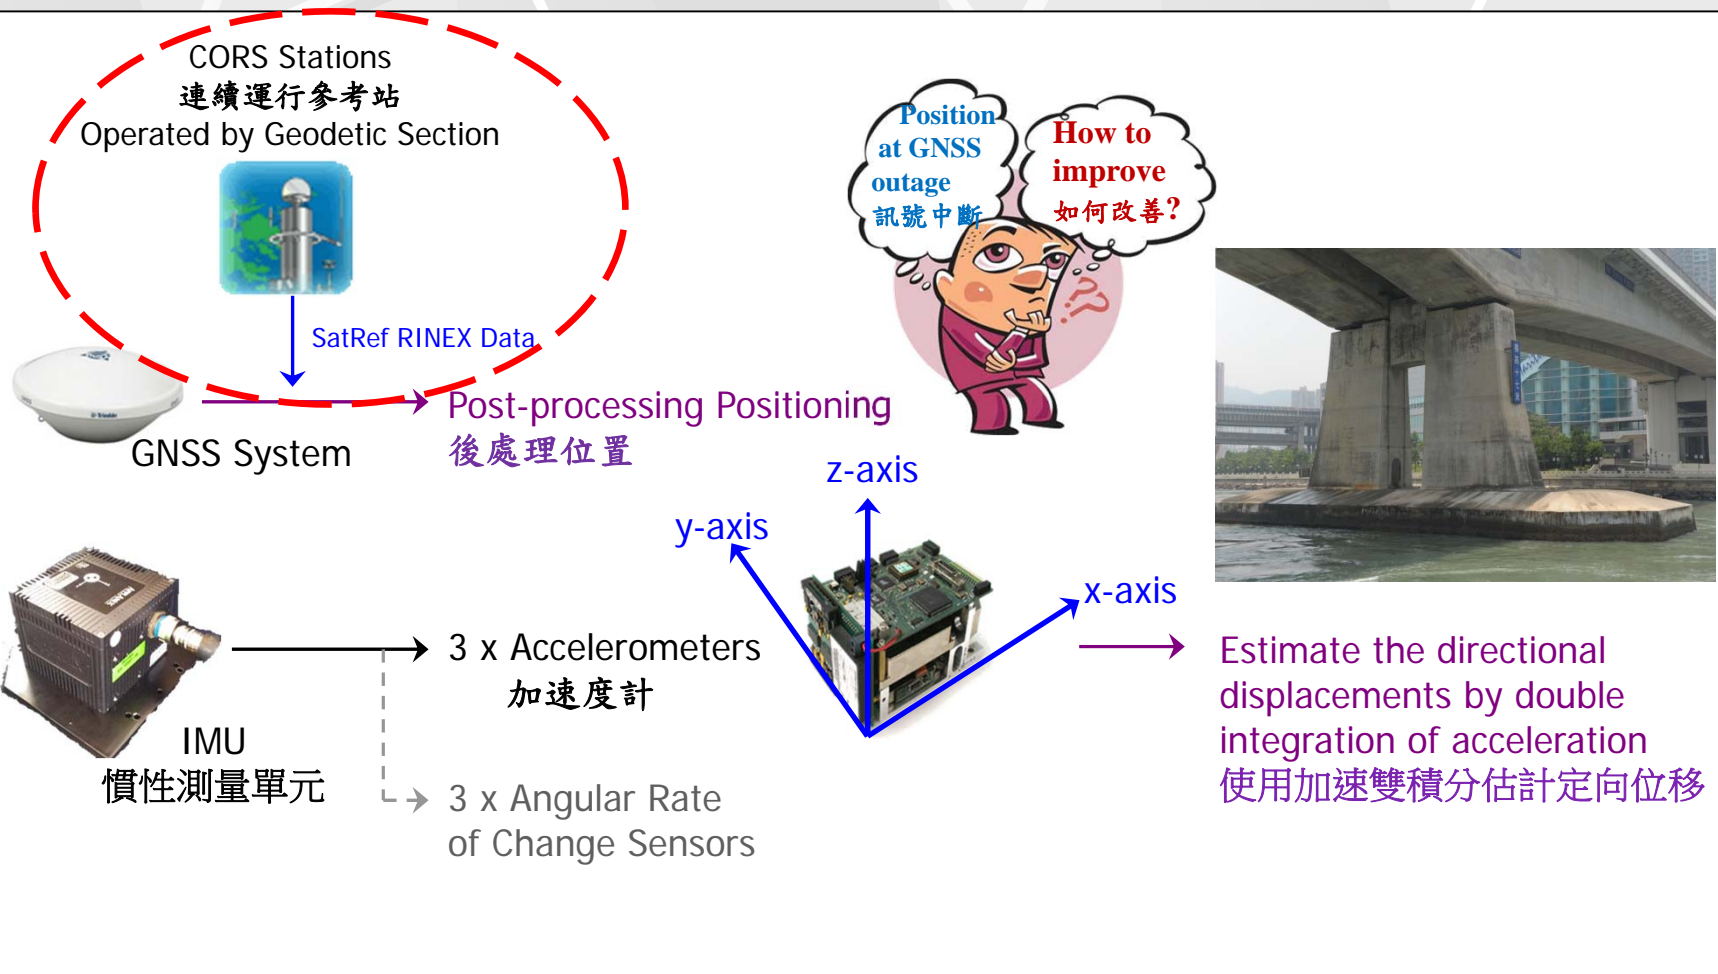 CORS Stations
連續運行參考站
Operated by Geodetic Section
SatRef RINEX Data
GNSS System
Post-processing Positioning
後處理位置
Position
at GNSS
outage
訊號中斷
How to
improve
如何改善?
z-axis
y-axis
x-axis
IMU
慣性測量單元
3 x Accelerometers
加速度計
3 x Angular Rate
of Change Sensors
Estimate the directional
displacements by double
integration of acceleration
使用加速雙積分估計定向位移